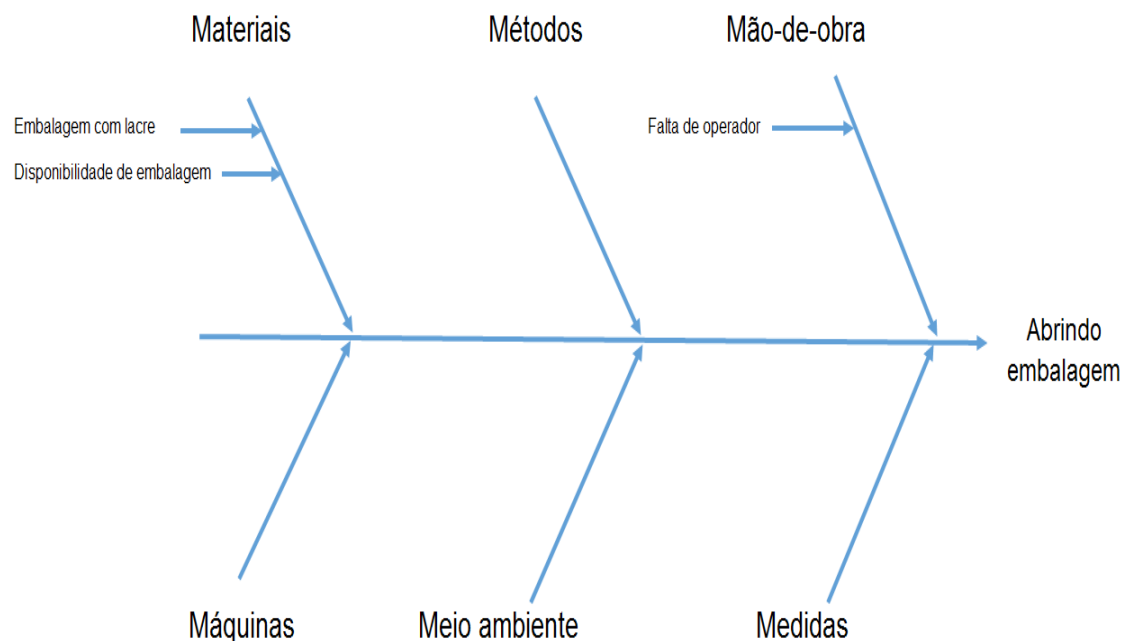 Materiais
Métodos
Mão-de-obra
Embalagem com lacre
Falta de operador
Disponibilidade de embalagem
Abrindo
embalagem
Máquinas
Meio ambiente
Medidas